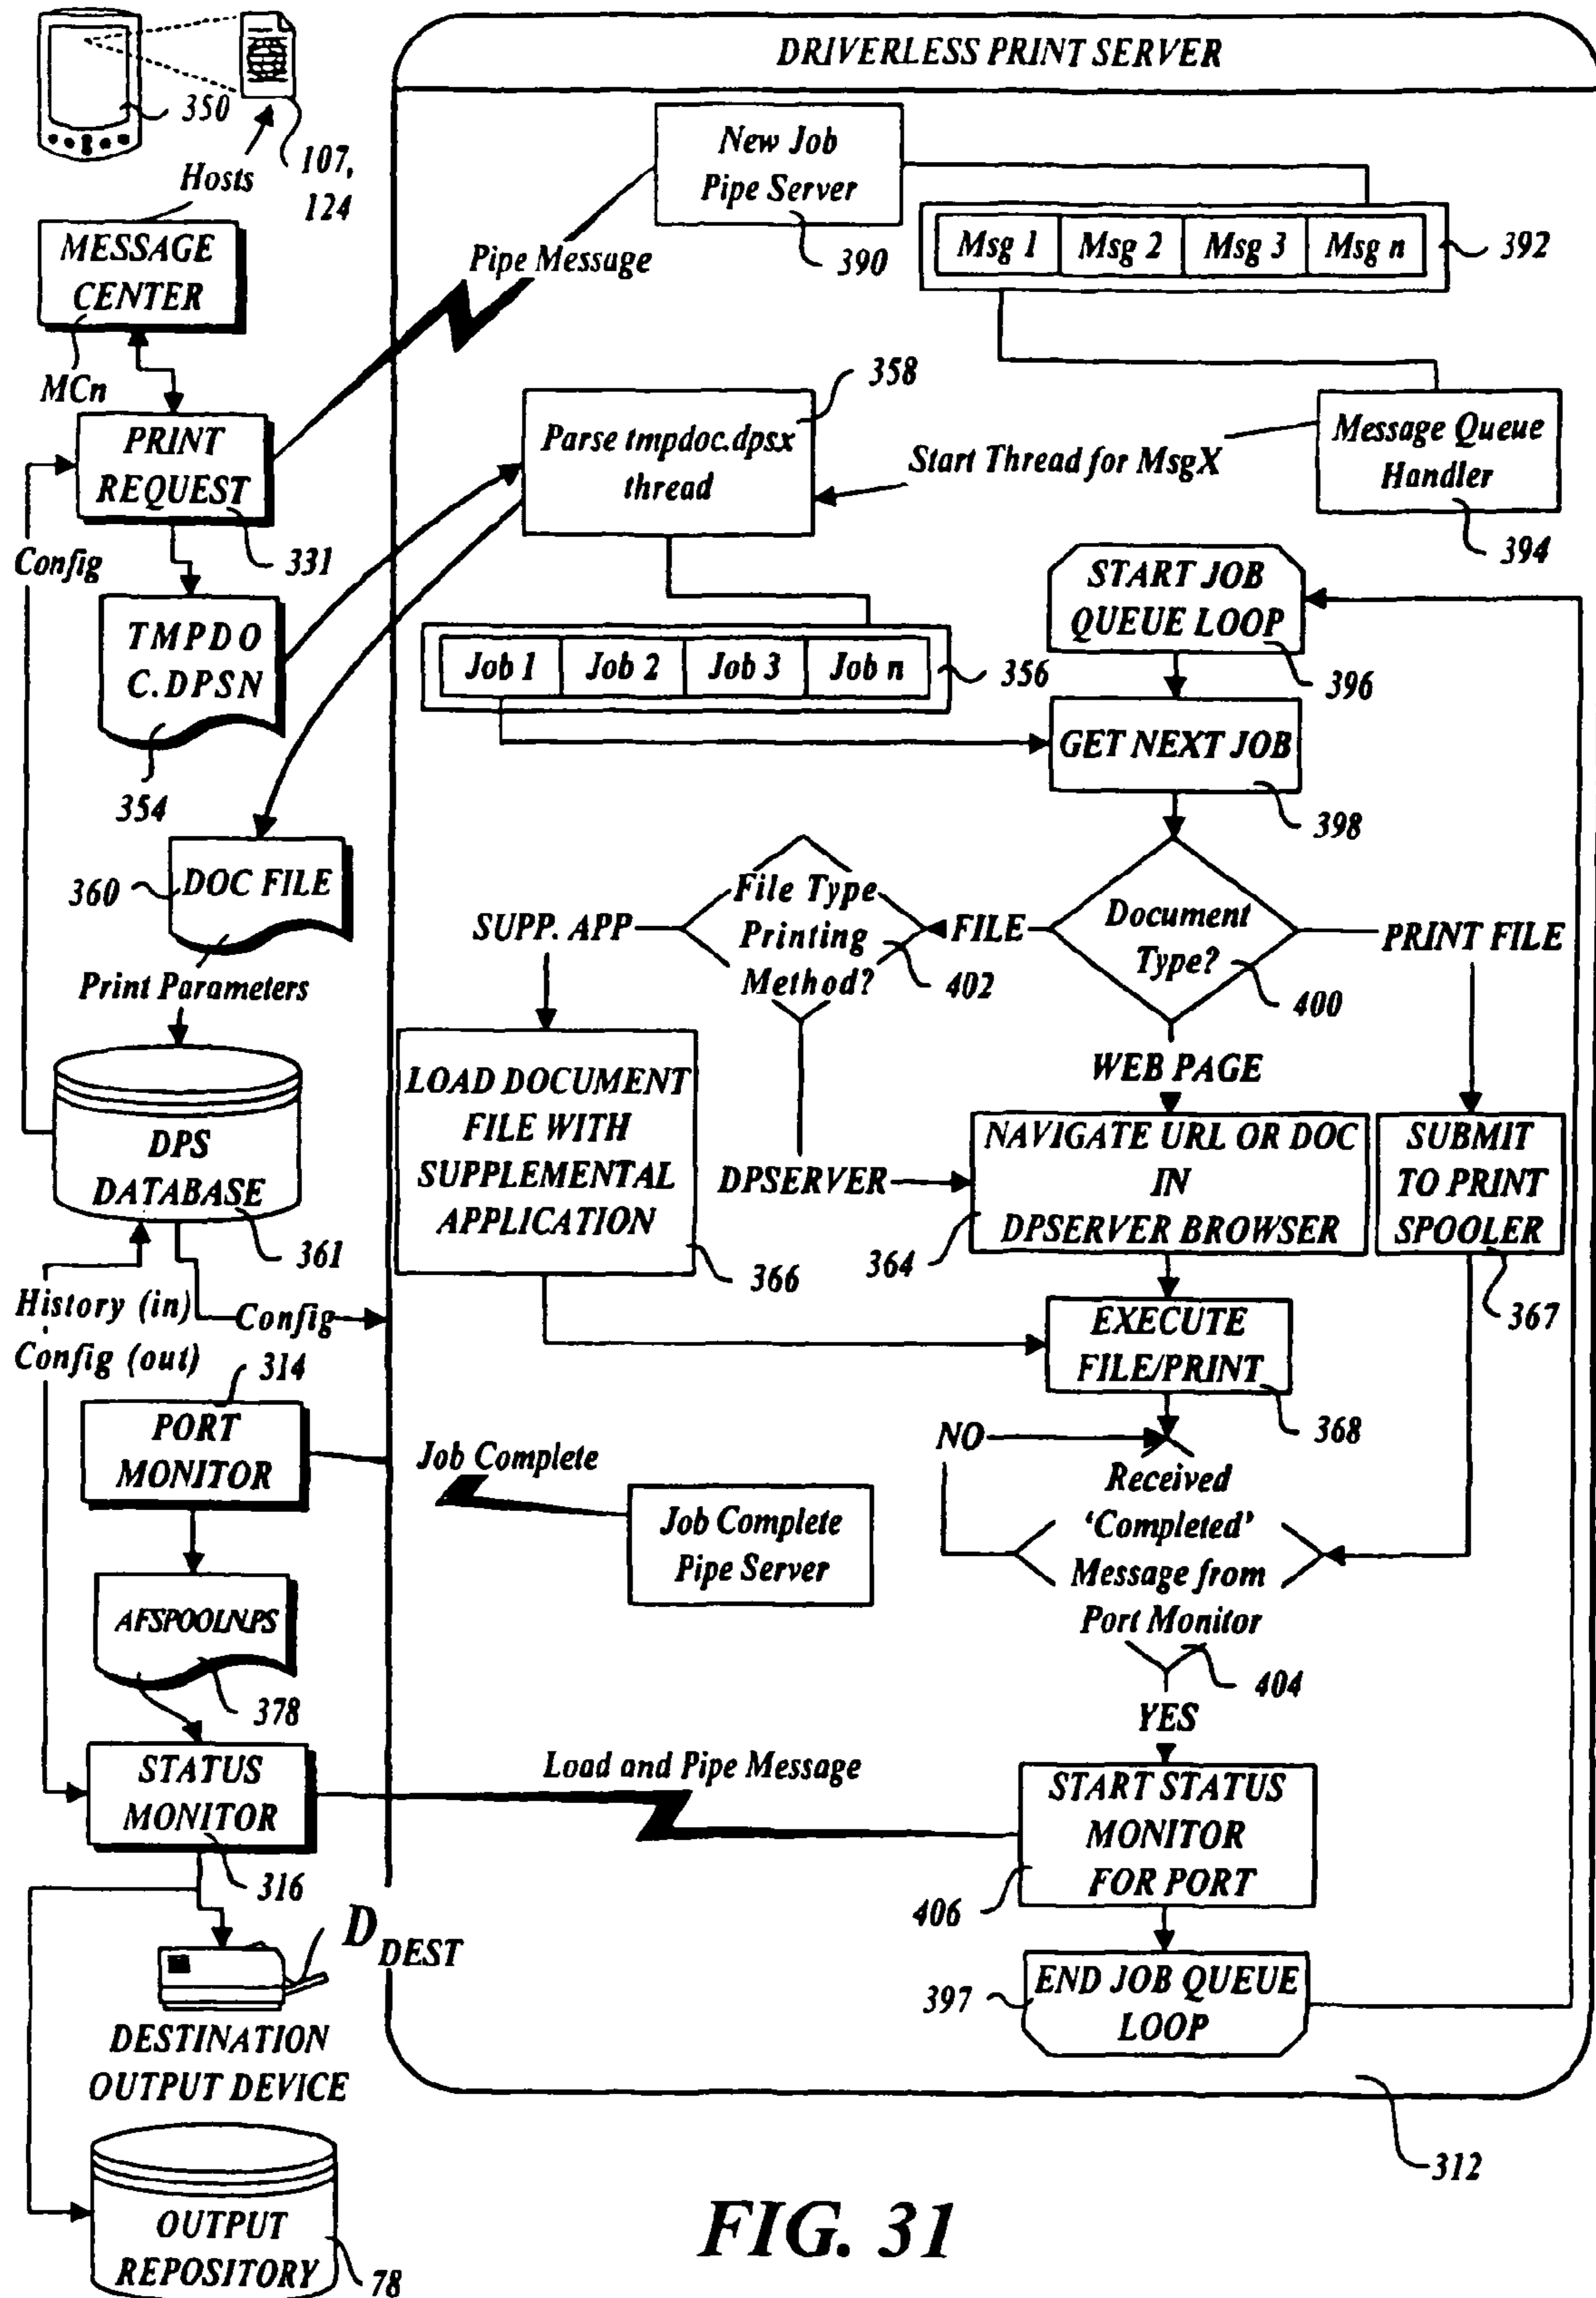 DRIVERLESS PRINT SERVER
350
107,
124
Hosts
MESSAGE
CENTER
MCn
PRINT
REQUEST
331
Config
TMPDO
C.DPSN
354
360
DOC FILE
Print Parameters
DPS
DATABASE
361
History (in)
Config (out)
Config
314
PORT
MONITOR
AFSPOOLN.PS
378
STATUS
MONITOR
316
D DEST
DESTINATION
OUTPUT DEVICE
OUTPUT
REPOSITORY
78
New Job
Pipe Server
390
Pipe Message
Msg 1
Msg 2
Msg 3
Msg n
392
358
Parse tmpdoc.dpsx
thread
Start Thread for MsgX
Message Queue
Handler
394
START JOB
QUEUE LOOP
396
Job 1
Job 2
Job 3
Job n
356
GET NEXT JOB
398
Document
Type?
400
FILE
File Type
Printing
Method?
402
SUPP. APP
PRINT FILE
WEB PAGE
LOAD DOCUMENT
FILE WITH
SUPPLEMENTAL
APPLICATION
366
DPSERVER
NAVIGATE URL OR DOC
IN
DPSERVER BROWSER
364
SUBMIT
TO PRINT
SPOOLER
367
EXECUTE
FILE/PRINT
368
NO
Received
‘Completed’
Message from
Port Monitor
404
YES
Job Complete
Job Complete
Pipe Server
Load and Pipe Message
START STATUS
MONITOR
FOR PORT
406
END JOB QUEUE
LOOP
397
312
FIG. 31